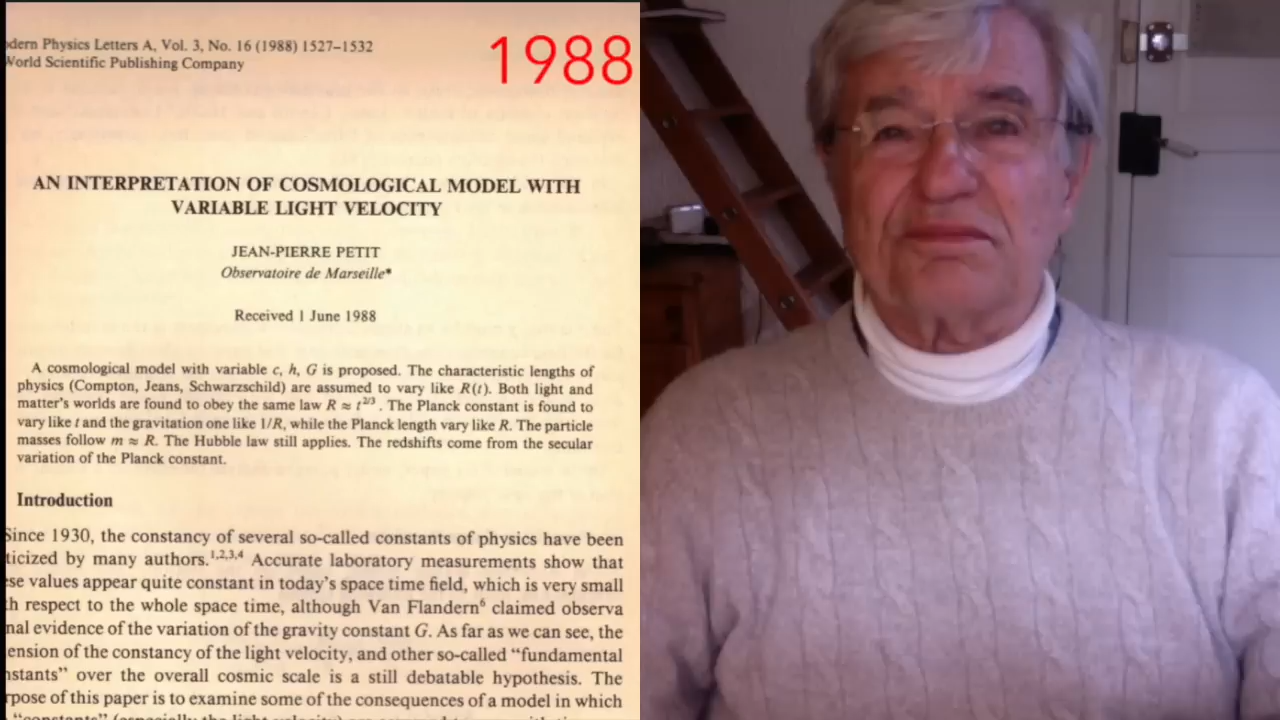 dern Physics Letters A, Vol. 3, No. 16 (1988) 1527–1532
World Scientific Publishing Company
1988
AN INTERPRETATION OF COSMOLOGICAL MODEL WITH
VARIABLE LIGHT VELOCITY
JEAN-PIERRE PETIT
Observatoire de Marseille*
Received 1 June 1988
A cosmological model with variable c, h, G is proposed. The characteristic lengths of
physics (Compton, Jeans, Schwarzschild) are assumed to vary like R(t). Both light and
matter's worlds are found to obey the same law R ≈ t^2/3. The Planck constant is found to
vary like t and the gravitation one like 1/R, while the Planck length vary like R. The particle
masses follow m ≈ R. The Hubble law still applies. The redshifts come from the secular
variation of the Planck constant.
Introduction
Since 1930, the constancy of several so-called constants of physics have been
ticized by many authors.1,2,3,4 Accurate laboratory measurements show that
ese values appear quite constant in today's space time field, which is very small
th respect to the whole space time, although Van Flandern6 claimed observa
nal evidence of the variation of the gravity constant G. As far as we can see, the
ension of the constancy of the light velocity, and other so-called "fundamental
nstants" over the overall cosmic scale is a still debatable hypothesis. The
rpose of this paper is to examine some of the consequences of a model in which